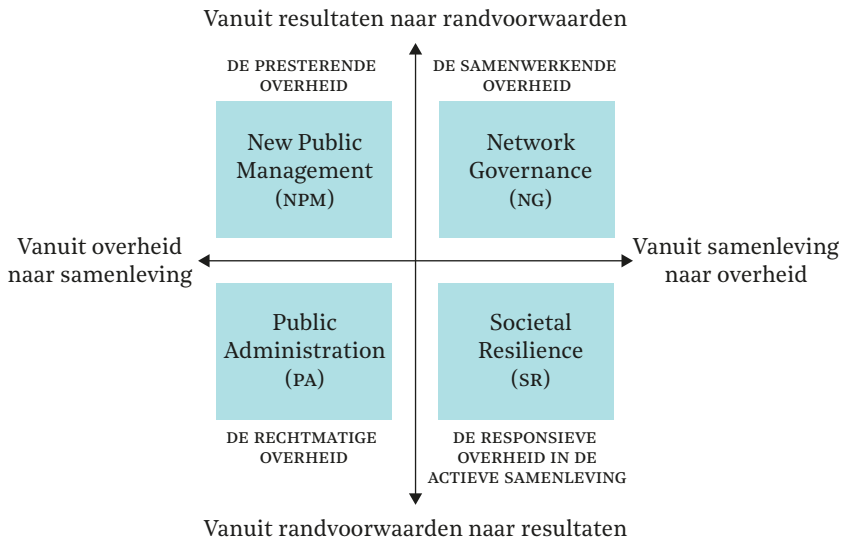 Vanuit resultaten naar randvoorwaarden
DE PRESTERENDE
OVERHEID
DE SAMENWERKENDE
OVERHEID
New Public
Management
(NPM)
Network
Governance
(NG)
Vanuit overheid
naar samenleving
Vanuit samenleving
naar overheid
Public
Administration
(PA)
Societal
Resilience
(SR)
DE RECHTMATIGE
OVERHEID
DE RESPONSIEVE
OVERHEID IN DE
ACTIEVE SAMENLEVING
Vanuit randvoorwaarden naar resultaten